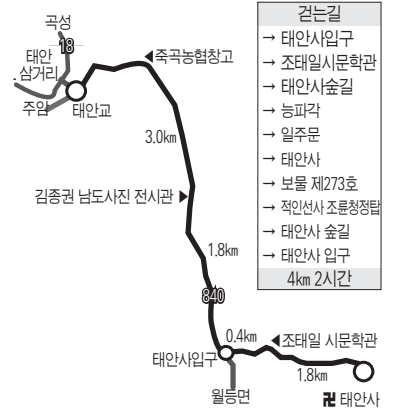 곡성
18
태안
삼거리
주암
태안교
죽곡농협창고
3.0km
김종권 남도사진 전시관
1.8km
840
0.4km
조태일 시문학관
태안사입구
1.8km
월등면
卍 태안사
걷는길
→ 태안사입구
→ 조태일시문학관
→ 태안사숲길
→ 능파각
→ 일주문
→ 태안사
→ 보물 제273호
→ 적인선사 조륜청정탑
→ 태안사 숲길
→ 태안사 입구
4㎞ 2시간